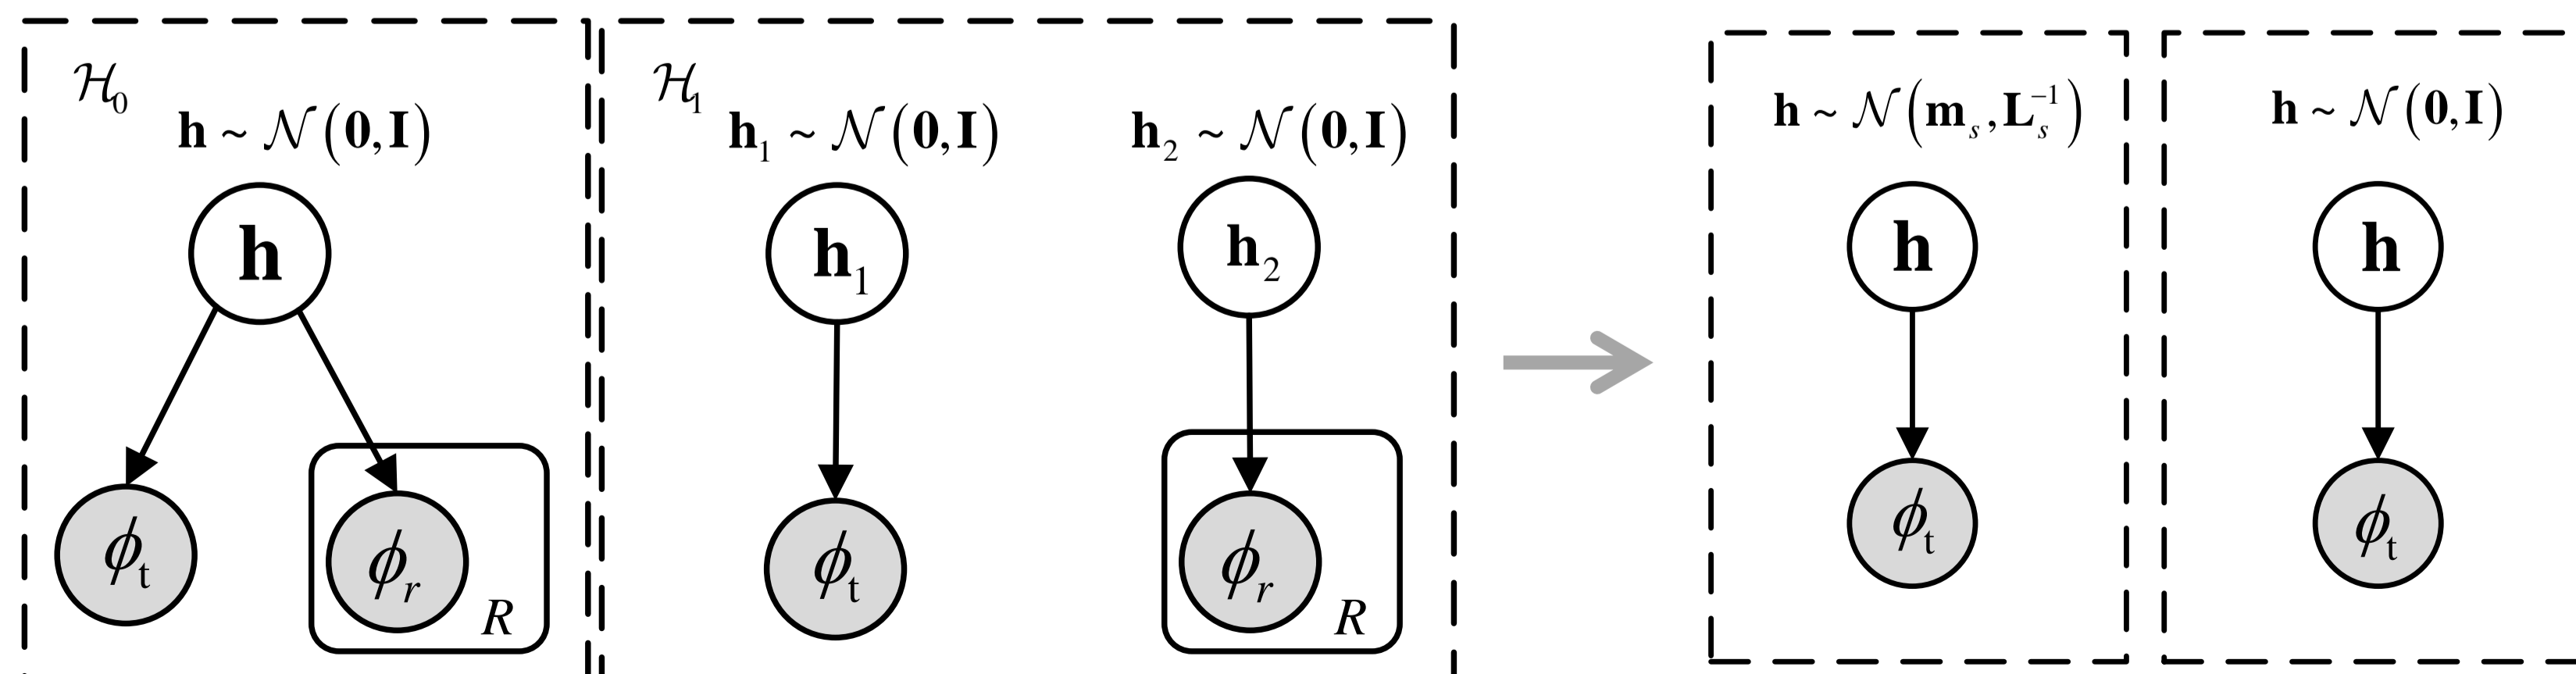 ℋ₀
𝐡 ~ 𝒩(𝟎, 𝐈)
𝐡
ϕₜ
ϕᵣ
R
ℋ₁
𝐡₁ ~ 𝒩(𝟎, 𝐈)
𝐡₂ ~ 𝒩(𝟎, 𝐈)
𝐡₁
𝐡₂
ϕₜ
ϕᵣ
R
𝐡 ~ 𝒩(𝐦ₛ, 𝐋ₛ⁻¹)
𝐡
ϕₜ
𝐡 ~ 𝒩(𝟎, 𝐈)
𝐡
ϕₜ